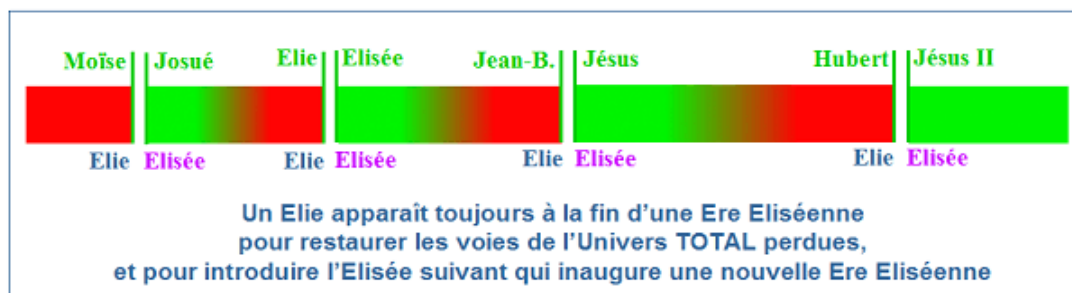 Moïse Josué Elie Elisée Jean-B. Jésus Hubert Jésus II
Elie Elisée Elie Elisée Elie Elisée Elie Elisée
Un Elie apparaît toujours à la fin d'une Ere Eliséenne
pour restaurer les voies de l'Univers TOTAL perdues,
et pour introduire l'Elisée suivant qui inaugure une nouvelle Ere Eliséenne